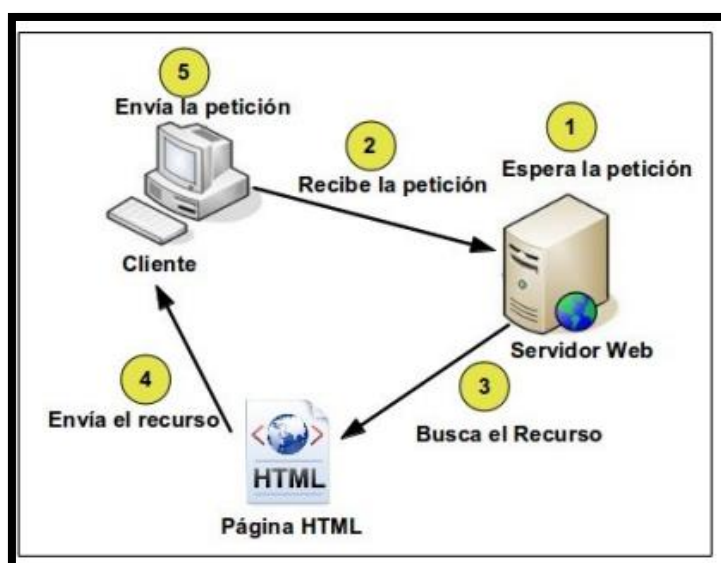 5
Envía la petición
1
Espera la petición
2
Recibe la petición
Cliente
Servidor Web
4
Envía el recurso
3
Busca el Recurso
HTML
Página HTML